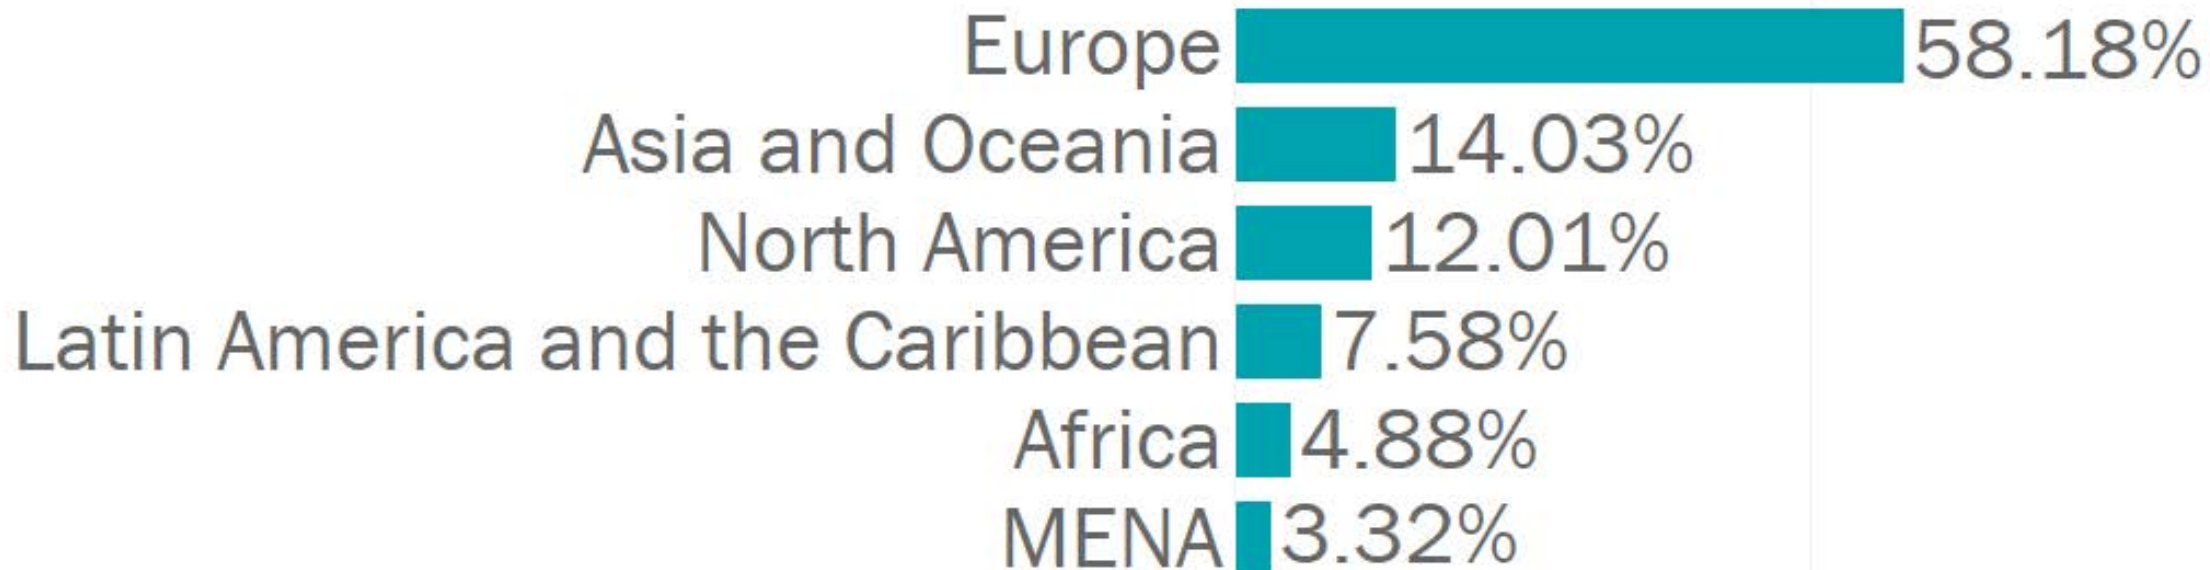 Europe 58.18%
Asia and Oceania 14.03%
North America 12.01%
Latin America and the Caribbean 7.58%
Africa 4.88%
MENA 3.32%